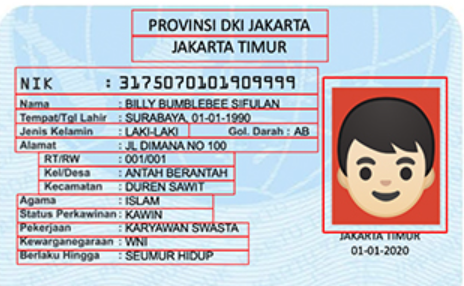 PROVINSI DKI JAKARTA
JAKARTA TIMUR
NIK : 3175070101909999
Nama : BILLY BUMBLEBEE SIFULAN
Tempat/Tgl Lahir : SURABAYA, 01-01-1990
Jenis Kelamin : LAKI-LAKI Gol. Darah : AB
Alamat : JL DIMANA NO 100
RT/RW : 001/001
Kel/Desa : ANTAH BERANTAH
Kecamatan : DUREN SAWIT
Agama : ISLAM
Status Perkawinan : KAWIN
Pekerjaan : KARYAWAN SWASTA
Kewarganegaraan : WNI
Berlaku Hingga : SEUMUR HIDUP
JAKARTA TIMUR
01-01-2020